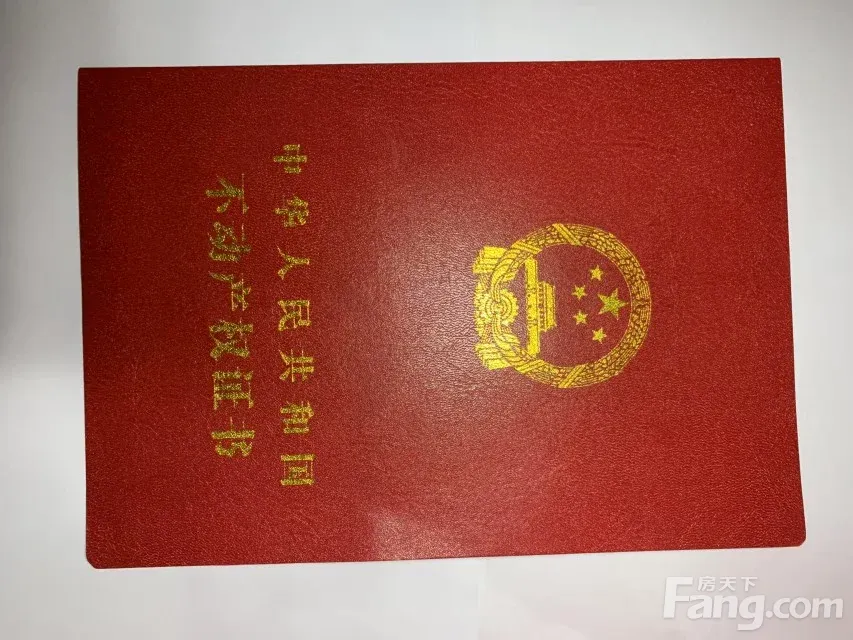 中华人民共和国
不动产权证书
房天下
Fang.com